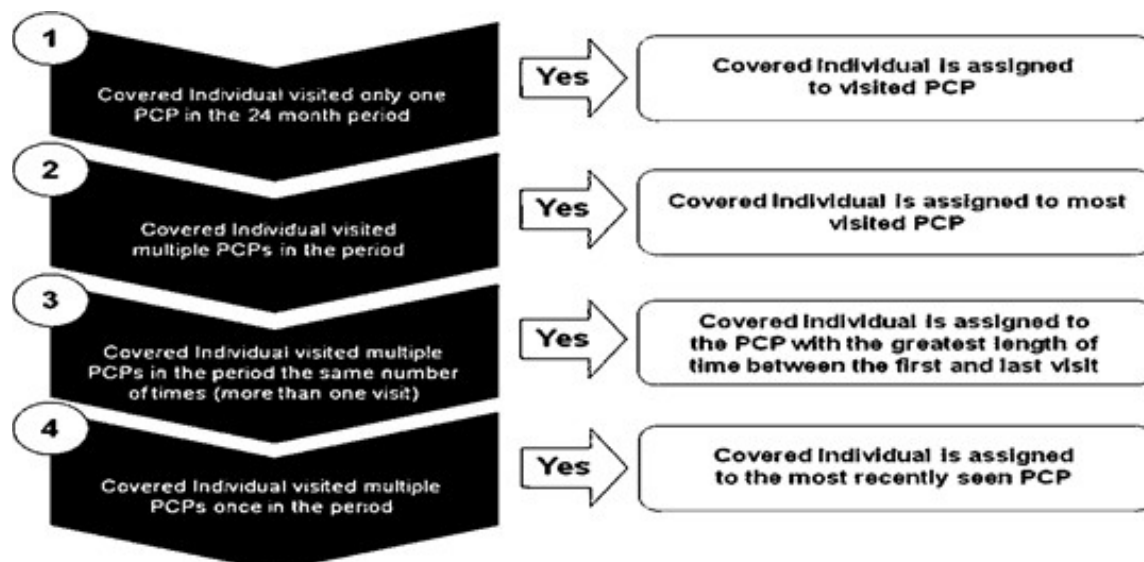 1
Covered Individual visited only one
PCP in the 24 month period
Yes
Covered Individual is assigned
to visited PCP
2
Covered Individual visited
multiple PCPs in the period
Yes
Covered Individual is assigned to most
visited PCP
3
Covered Individual visited multiple
PCPs in the period the same number
of times (more than one visit)
Yes
Covered Individual is assigned to
the PCP with the greatest length of
time between the first and last visit
4
Covered Individual visited multiple
PCPs once in the period
Yes
Covered Individual is assigned
to the most recently seen PCP